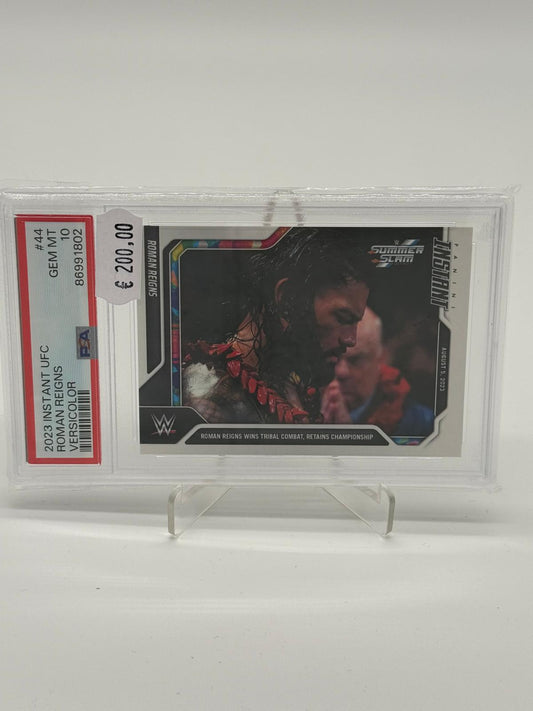 2023 INSTANT UFC
ROMAN REIGNS
VERSICOLOR
#44
GEM MT
10
86991802
PSA
€ 200,00
ROMAN REIGNS
SUMMER
SLAM
PANINI
INSTANT
AUGUST 5, 2023
W
ROMAN REIGNS WINS TRIBAL COMBAT, RETAINS CHAMPIONSHIP